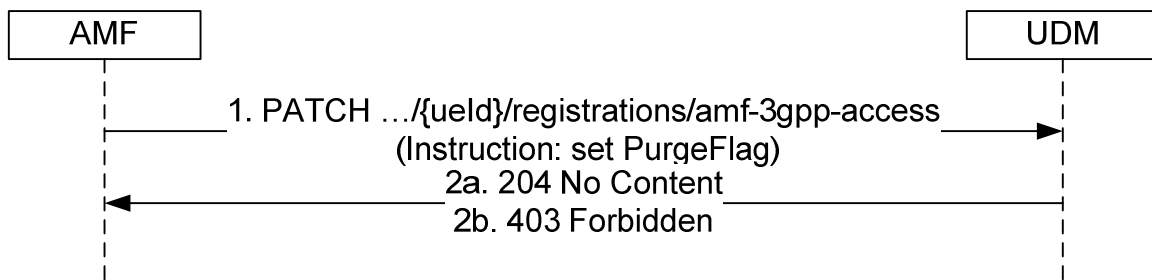 AMF
UDM
1. PATCH …/{ueId}/registrations/amf-3gpp-access
(Instruction: set PurgeFlag)
2a. 204 No Content
2b. 403 Forbidden